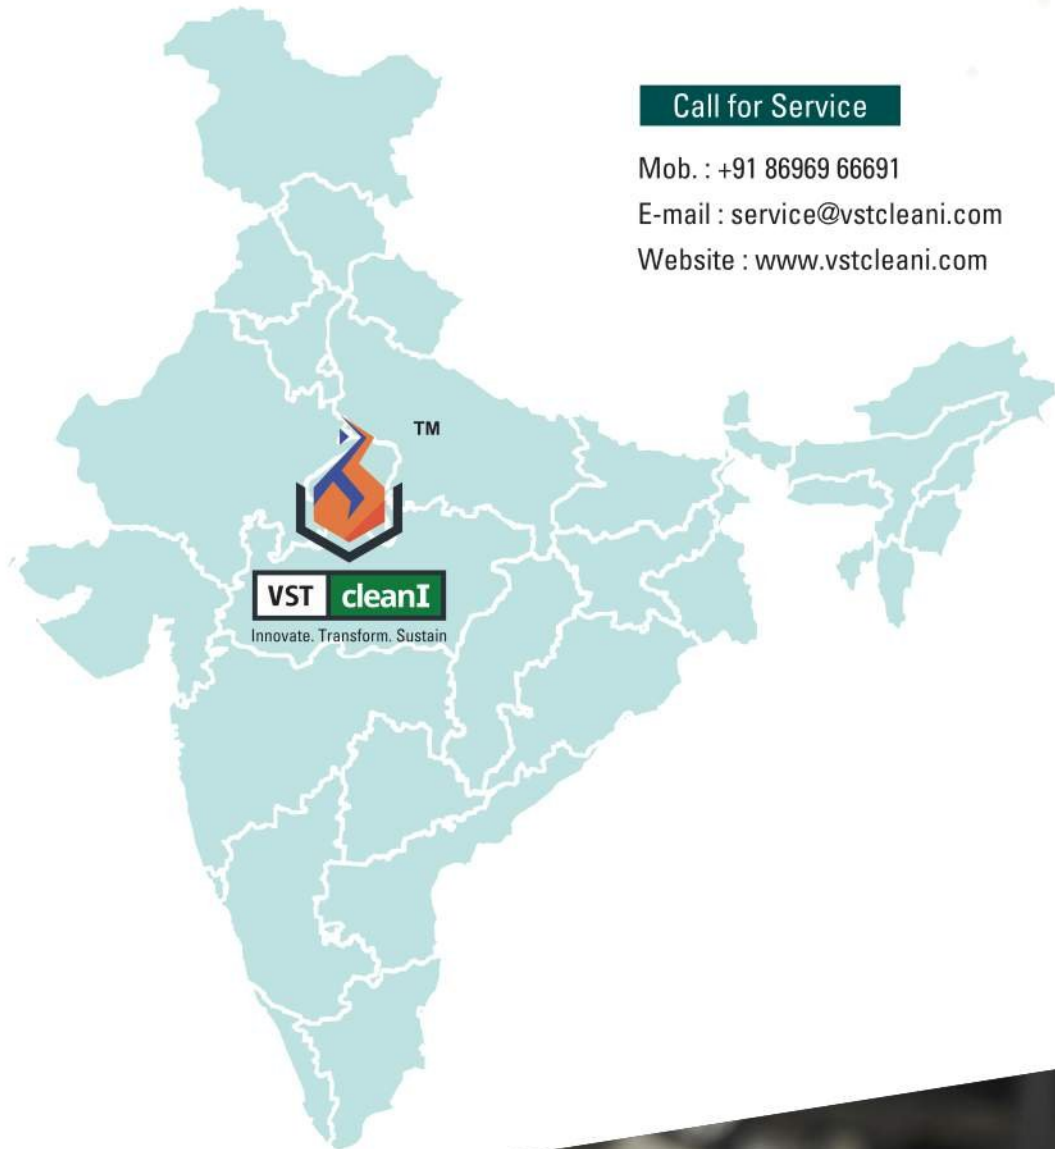 Call for Service
Mob. : +91 86969 66691
E-mail : service@vstcleani.com
Website : www.vstcleani.com
TM
VST cleanI
Innovate. Transform. Sustain